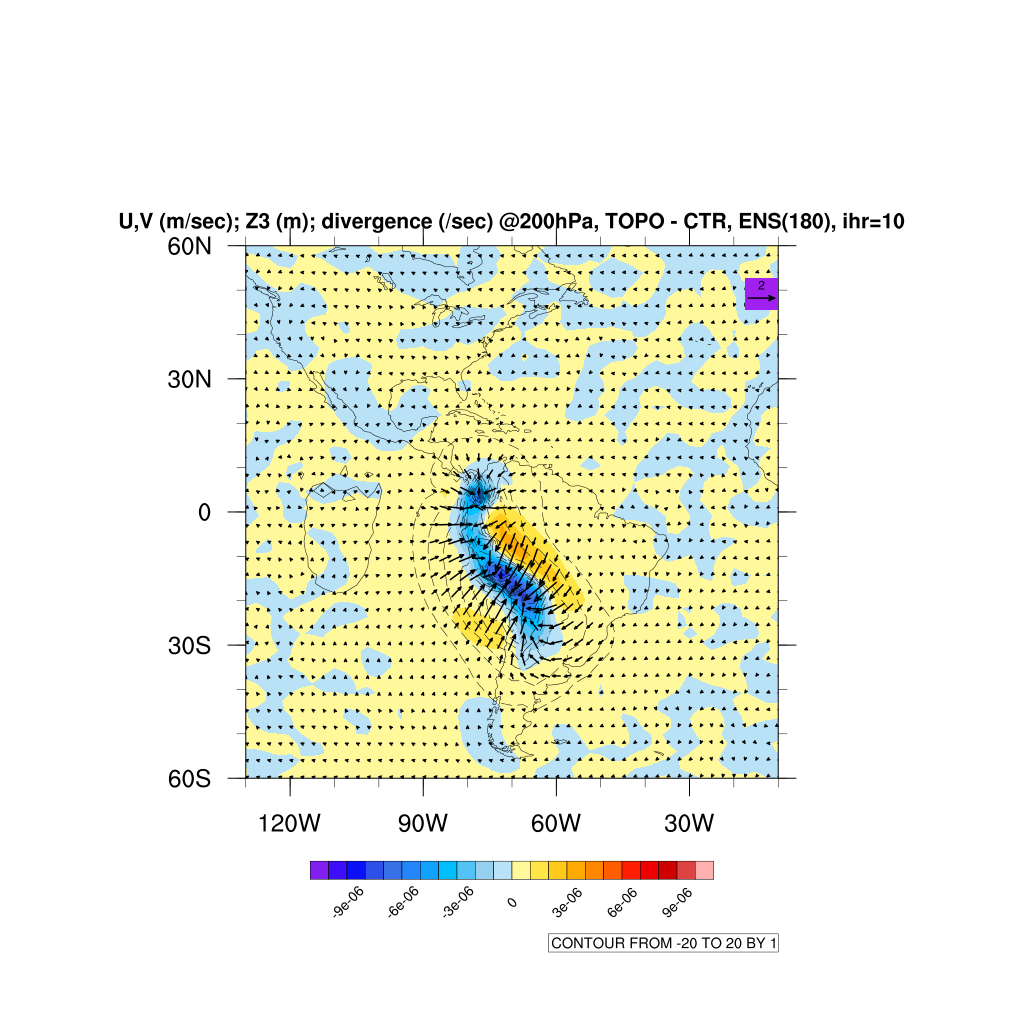 U,V (m/sec); Z3 (m); divergence (/sec) @200hPa, TOPO - CTR, ENS(180), ihr=10
60N
2
30N
0
30S
60S
120W 90W 60W 30W
-9e-06 -6e-06 -3e-06 0 3e-06 6e-06 9e-06
CONTOUR FROM -20 TO 20 BY 1